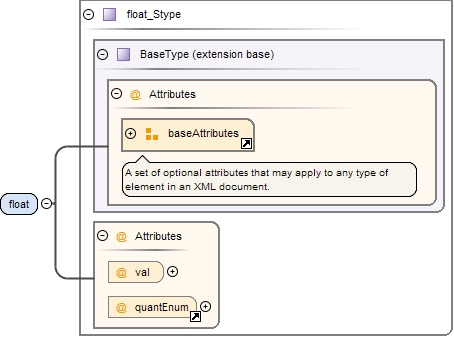 float_Stype
BaseType (extension base)
@ Attributes
baseAttributes
A set of optional attributes that may apply to any type of
element in an XML document.
float
@ Attributes
@ val
@ quantEnum